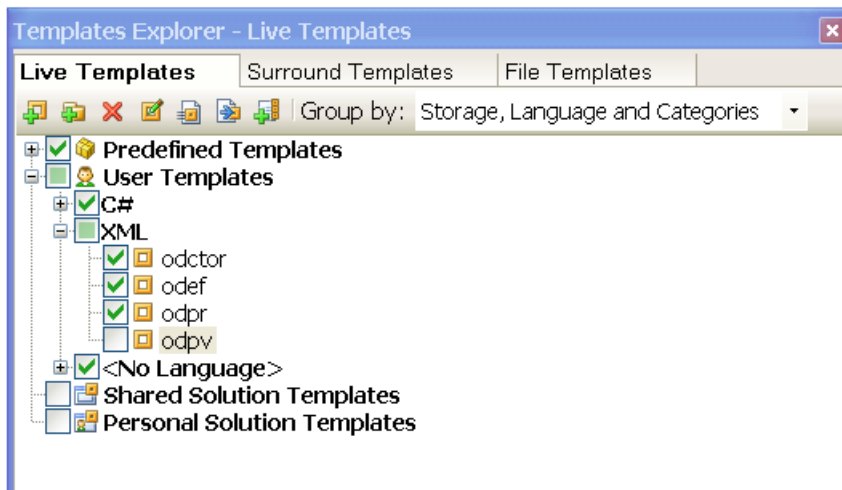 Templates Explorer - Live Templates
Live Templates Surround Templates File Templates
Group by: Storage, Language and Categories
Predefined Templates
User Templates
C#
XML
odctor
odef
odpr
odpv
<No Language>
Shared Solution Templates
Personal Solution Templates